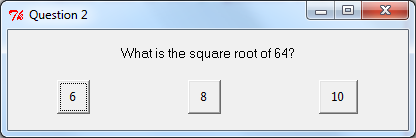 Question 2
What is the square root of 64?
6 8 10